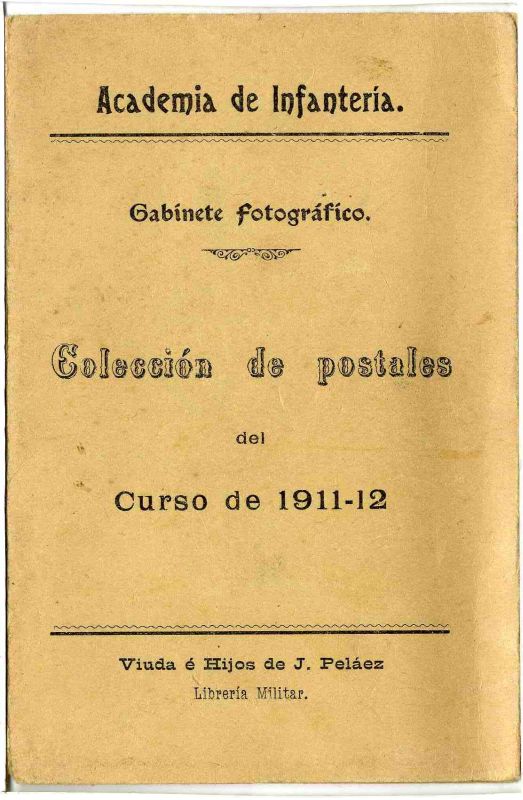 Academia de Infantería.
Gabinete Fotográfico.
Colección de postales
del
Curso de 1911-12
Viuda é Hijos de J. Peláez
Librería Militar.